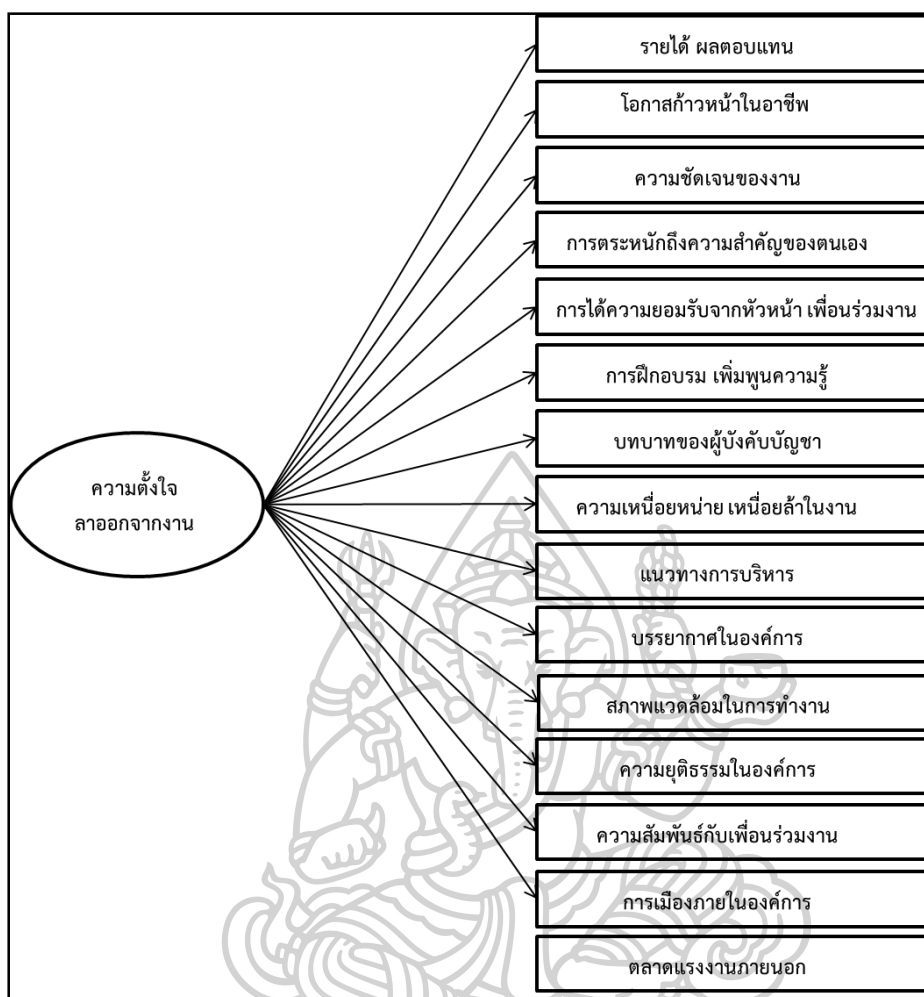 รายได้ ผลตอบแทน
โอกาสก้าวหน้าในอาชีพ
ความชัดเจนของงาน
การตระหนักถึงความสำคัญของตนเอง
การได้ความยอมรับจากหัวหน้า เพื่อนร่วมงาน
การฝึกอบรม เพิ่มพูนความรู้
บทบาทของผู้บังคับบัญชา
ความตั้งใจ
ลาออกจากงาน
ความเหนื่อยหน่าย เหนื่อยล้าในงาน
แนวทางการบริหาร
บรรยากาศในองค์การ
สภาพแวดล้อมในการทำงาน
ความยุติธรรมในองค์การ
ความสัมพันธ์กับเพื่อนร่วมงาน
การเมืองภายในองค์การ
ตลาดแรงงานภายนอก